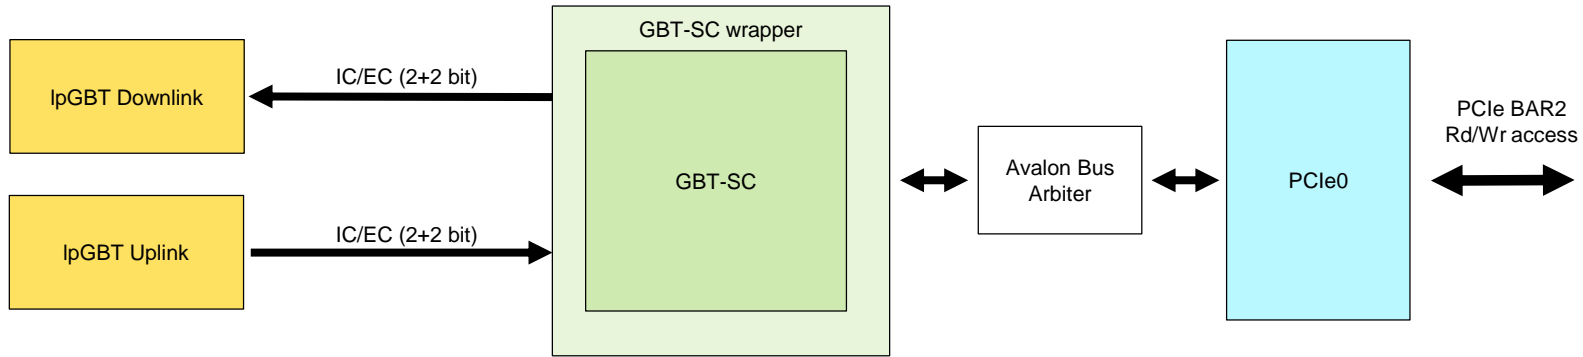 GBT-SC wrapper
lpGBT Downlink
IC/EC (2+2 bit)
lpGBT Uplink
IC/EC (2+2 bit)
GBT-SC
Avalon Bus
Arbiter
PCIe0
PCIe BAR2
Rd/Wr access